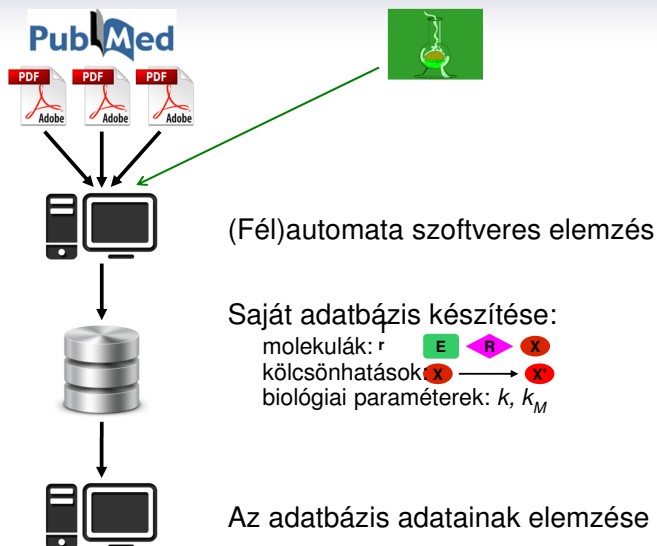 PubMed
PDF PDF PDF
Adobe Adobe Adobe
(Fél)automata szoftveres elemzés
Saját adatbázis készítése:
molekulák: r E R X
kölcsönhatások: X X'
biológiai paraméterek: k, kM
Az adatbázis adatainak elemzése